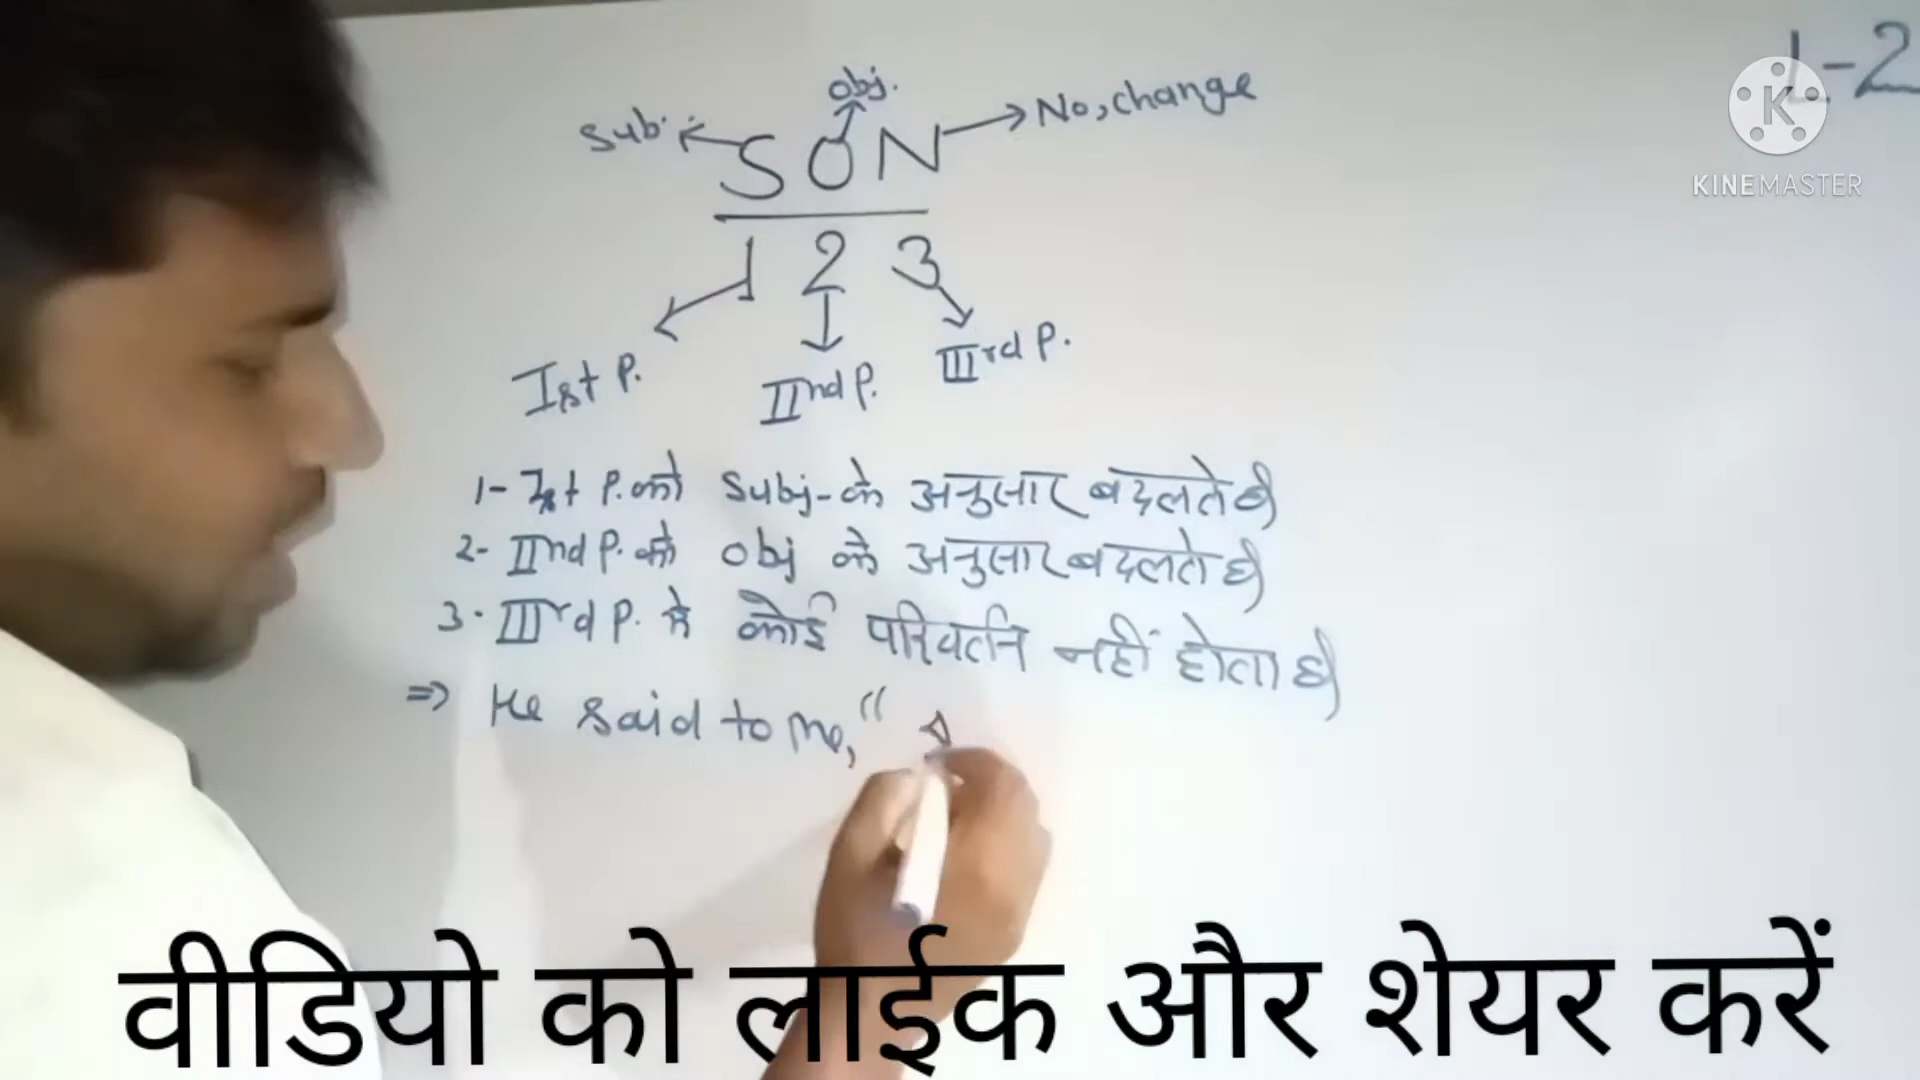 obj.
Sub. SON No, change
1 2 3
Ist P. IInd P. IIIrd P.
1- Ist P. को Subj- के अनुसार बदलते है
2- IInd P. को obj के अनुसार बदलते है
3- IIIrd P. मे कोई परिवर्तन नहीं होता है
⇒ He said to me, "
L-2
KINEMASTER
वीडियो को लाईक और शेयर करें